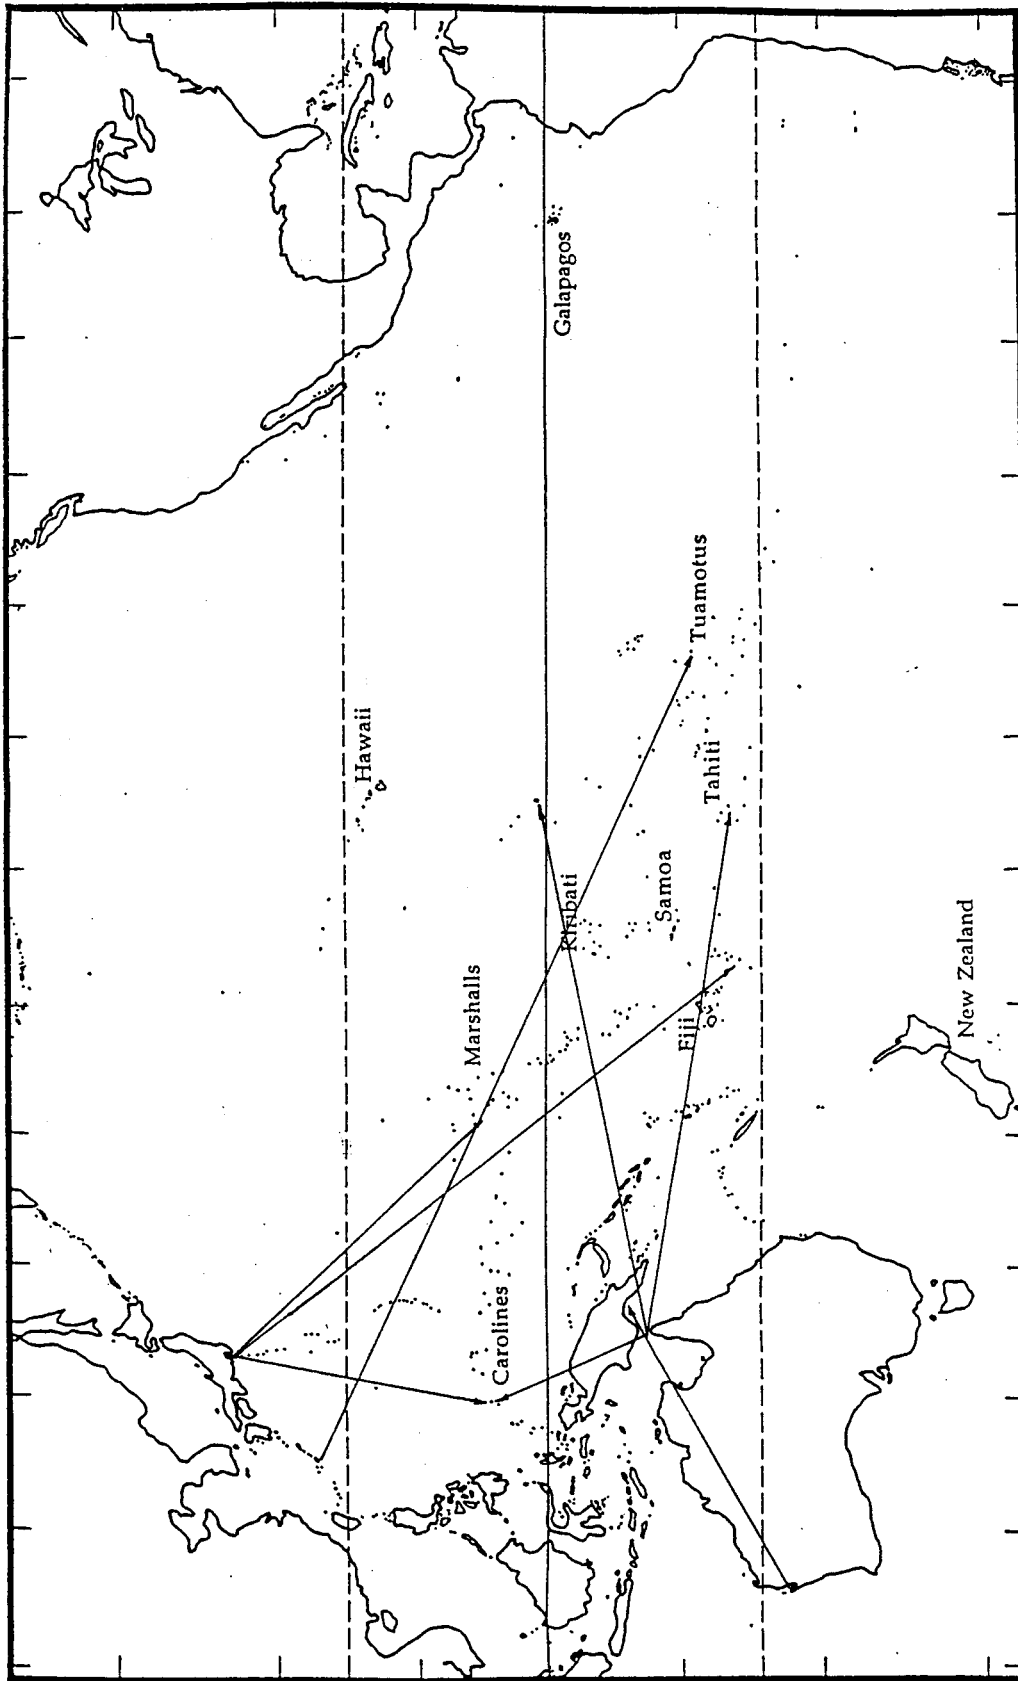 Hawaii
Galapagos
Marshalls
Kiribati
Carolines
Tuamotus
Samoa
Tahiti
Fiji
New Zealand